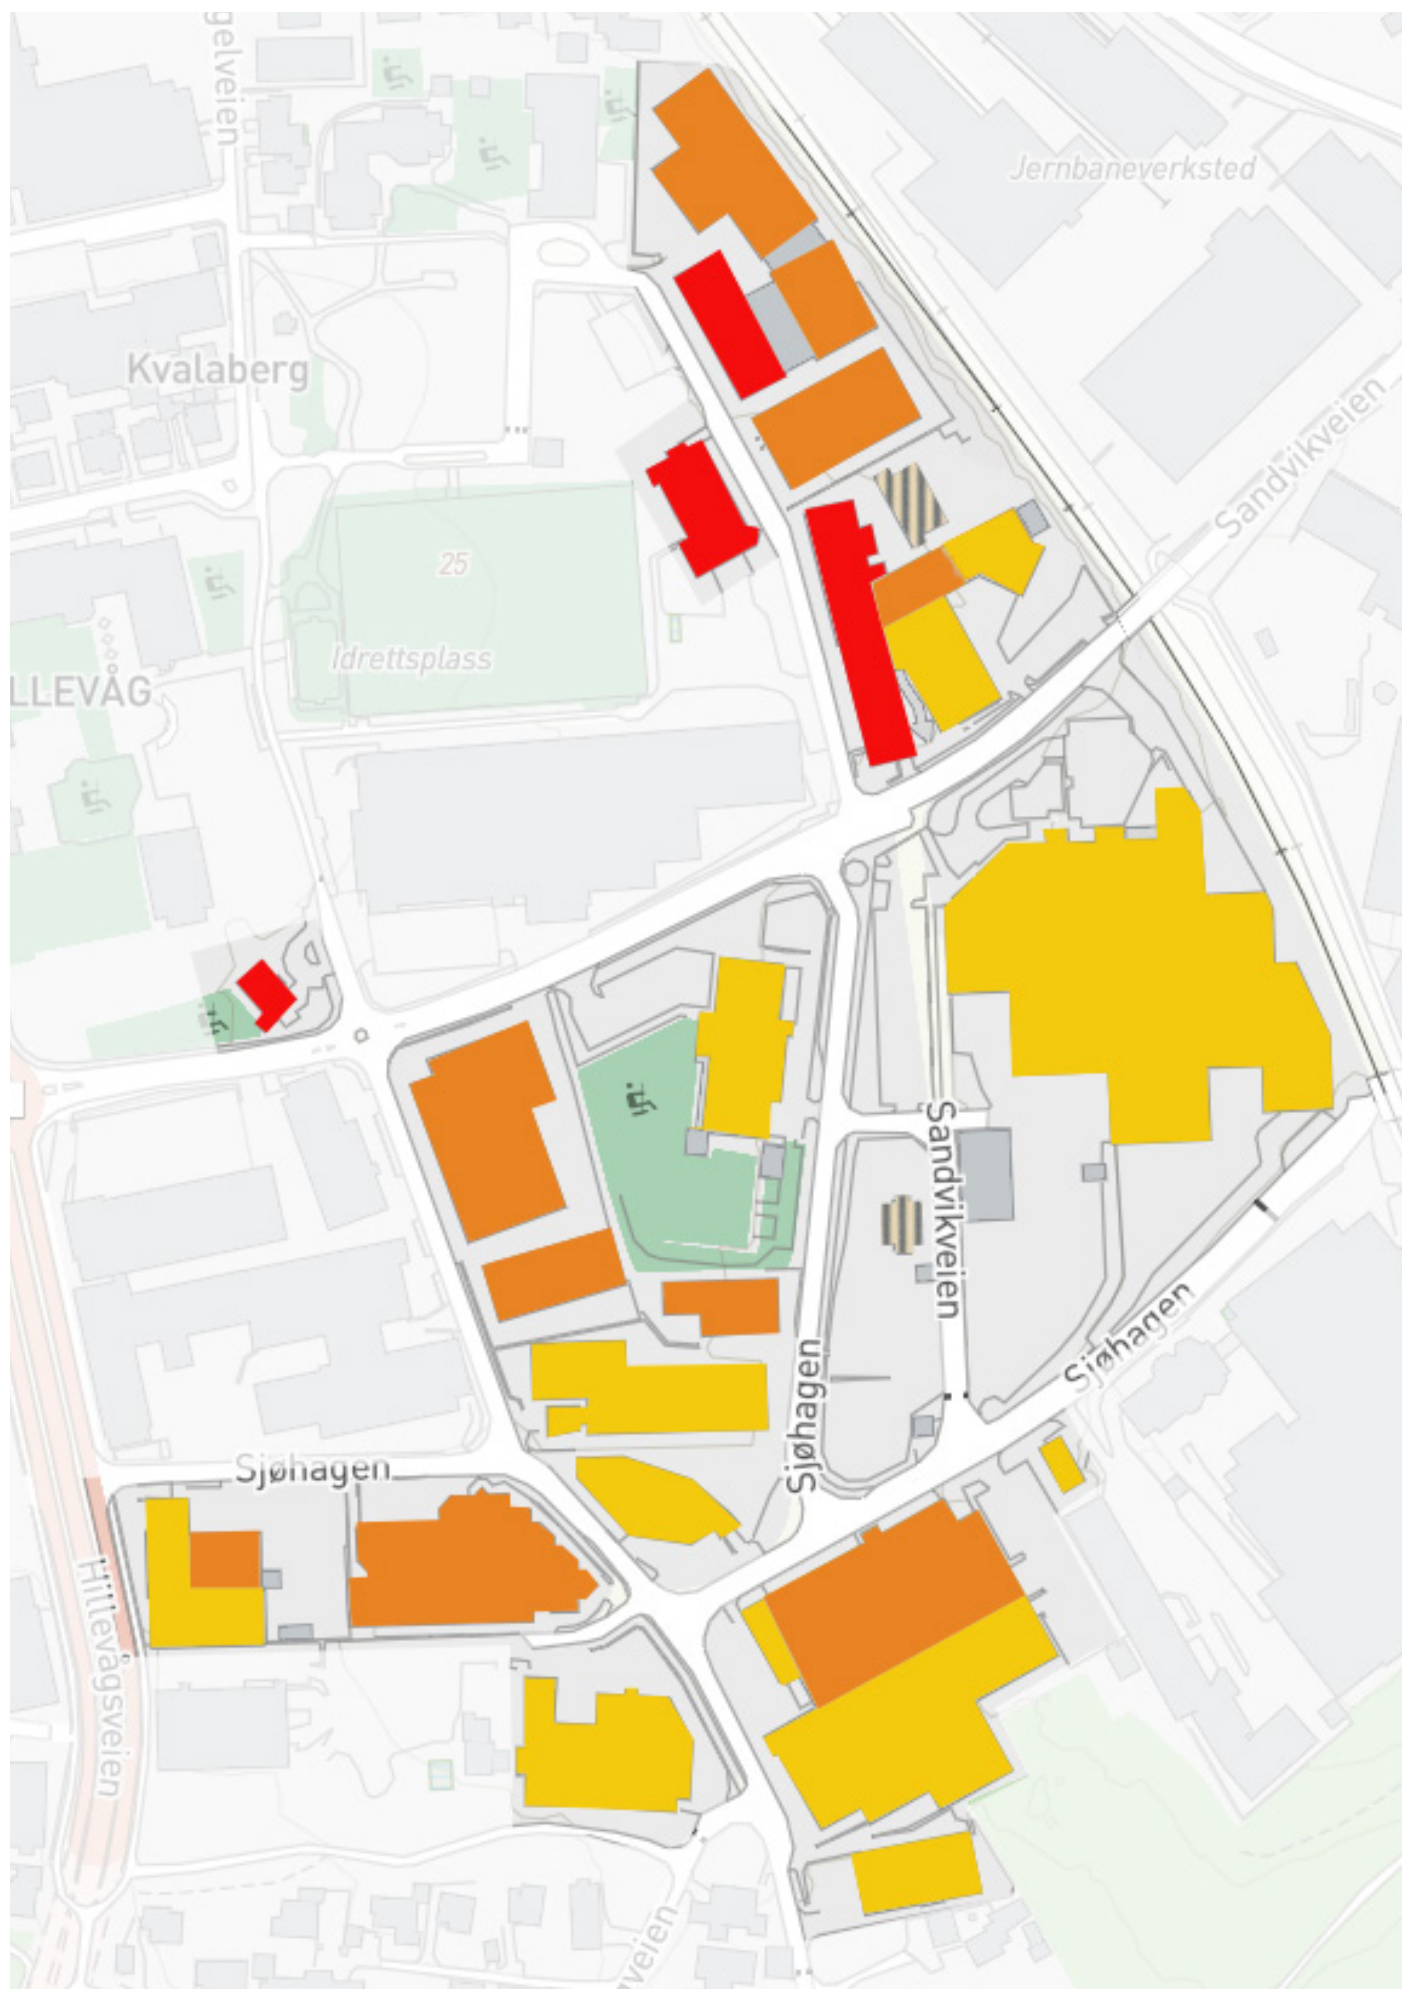 gelveien
Jernbaneverksted
Kvalaberg
Sandvikveien
25
Idrettsplass
LLEVÅG
Sandvikveien
Sjøhagen
Sjøhagen
Sjøhagen
Hillevågsveien
veien